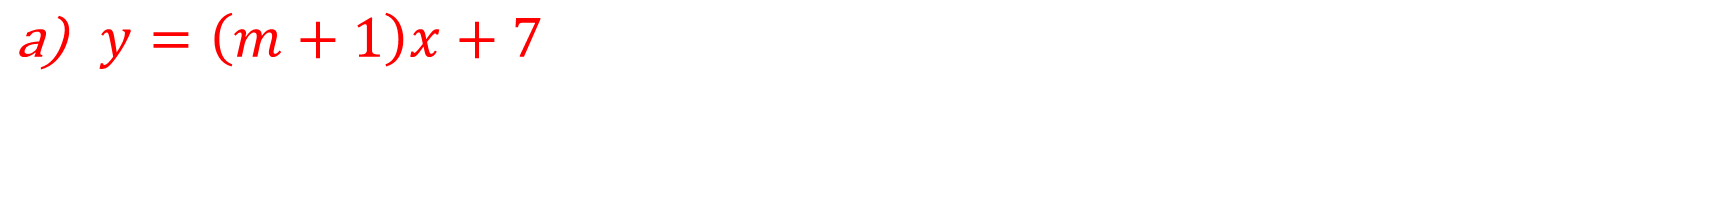 a) y = (m + 1)x + 7